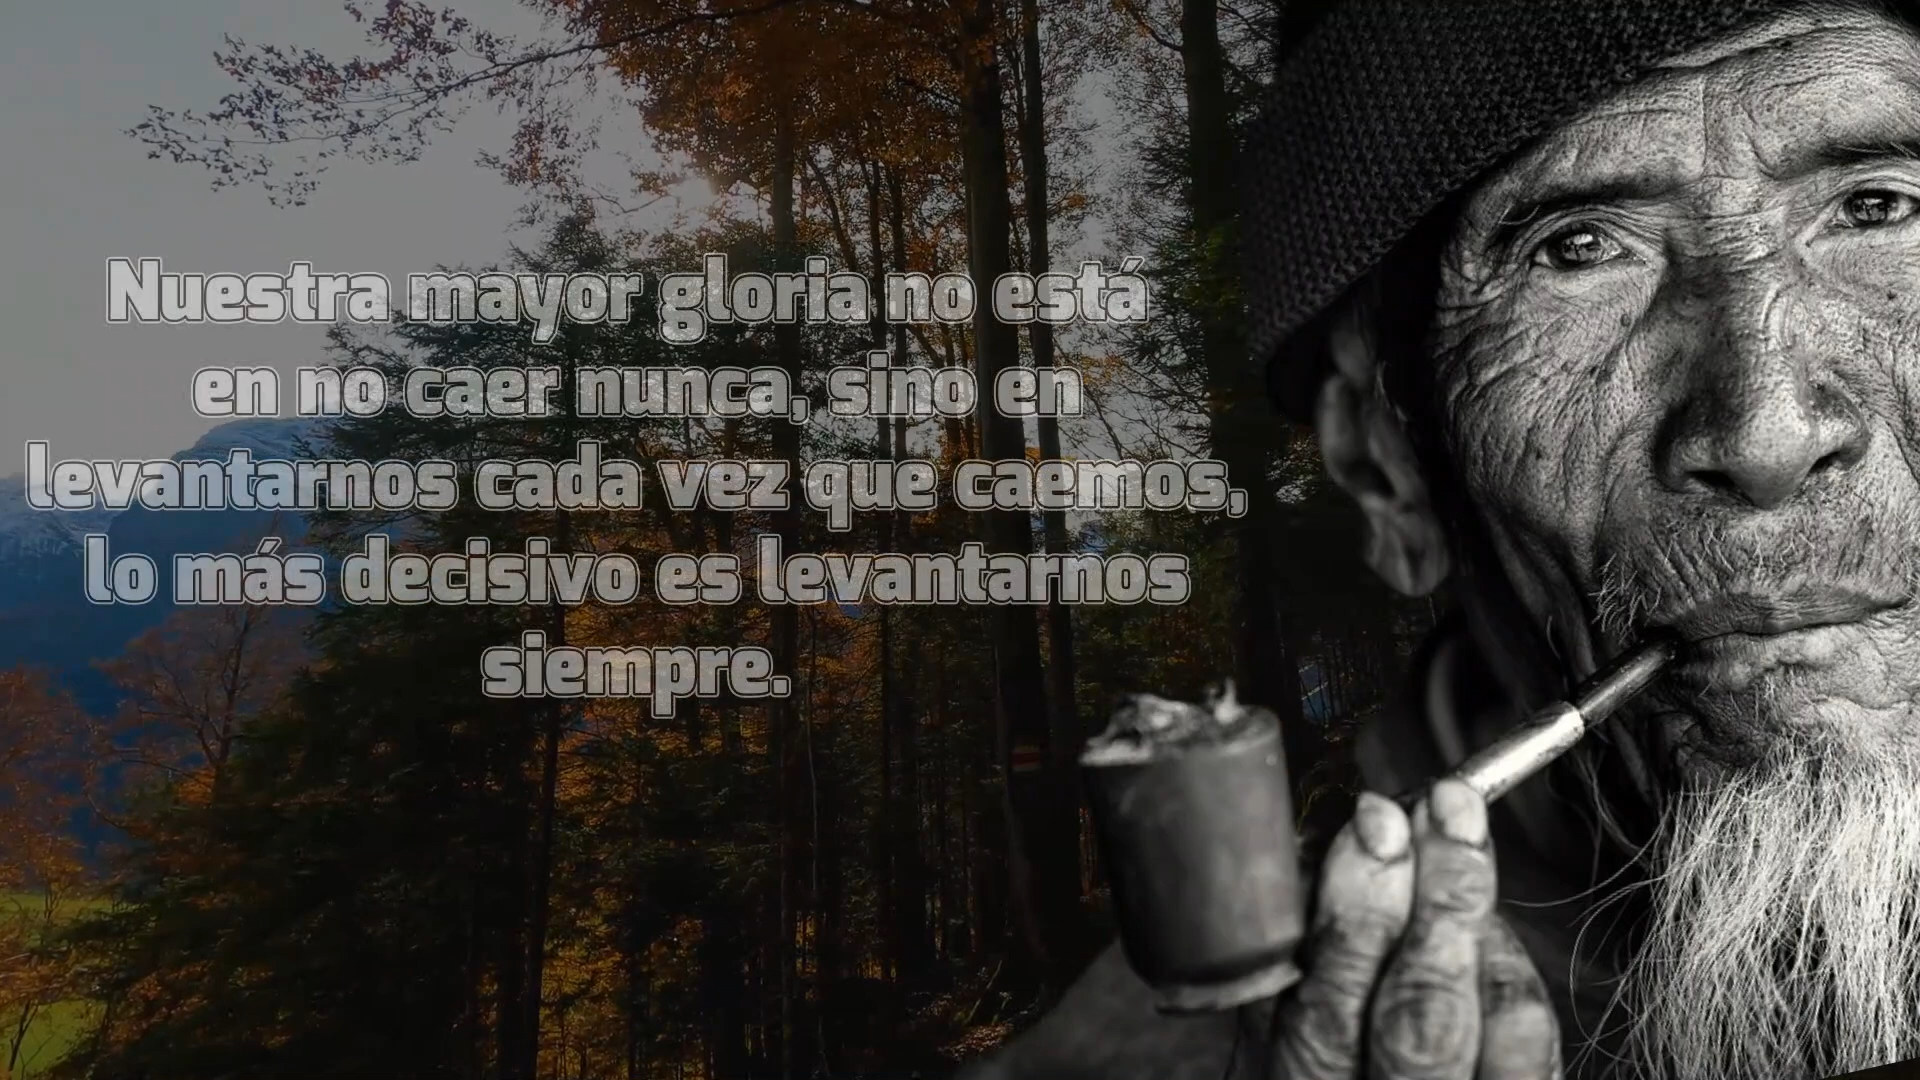 Nuestra mayor gloria no está
en no caer nunca, sino en
levantarnos cada vez que caemos,
lo más decisivo es levantarnos
siempre.